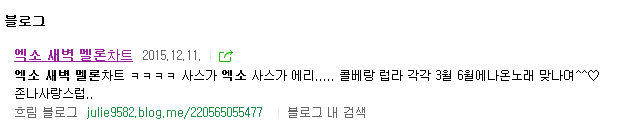 블로그
엑소 새벽 멜론차트 2015.12.11.
엑소 새벽 멜론차트 ㅋㅋㅋㅋ 사스가 엑소 사스가 에리..... 콜베랑 럽라 각각 3월 6월에나온노래 맞나여^^♡
존나사랑스럽..
흐림 블로그 julie9582.blog.me/220565055477 | 블로그 내 검색